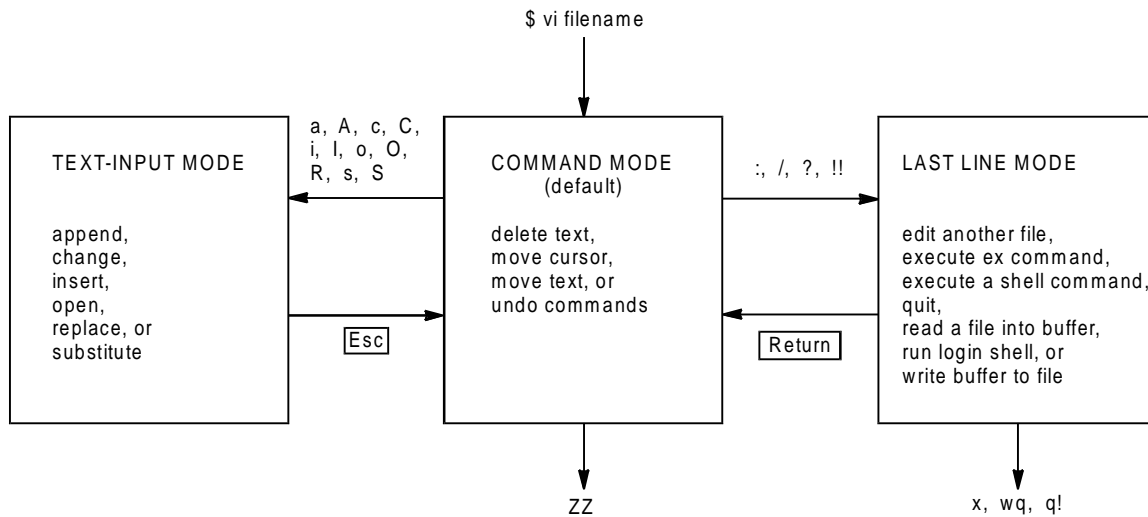 $ vi filename
TEXT-INPUT MODE
append,
change,
insert,
open,
replace, or
substitute
a, A, c, C,
i, I, o, O,
R, s, S
Esc
COMMAND MODE
(default)
delete text,
move cursor,
move text, or
undo commands
:, /, ?, !!
Return
LAST LINE MODE
edit another file,
execute ex command,
execute a shell command,
quit,
read a file into buffer,
run login shell, or
write buffer to file
ZZ
x, wq, q!